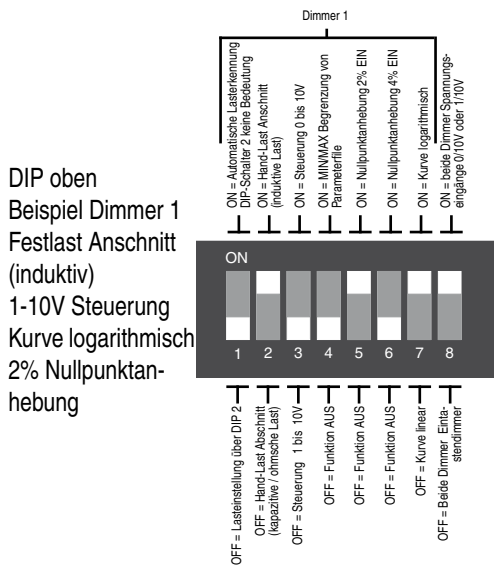 Dimmer 1
ON = Automatische Lasterkennung
DIP-Schalter 2 keine Bedeutung
ON = Hand-Last Anschnitt
(induktive Last)
ON = Steuerung 0 bis 10V
ON = MIN/MAX Begrenzung von
Parameterfile
ON = Nullpunktanhebung 2% EIN
ON = Nullpunktanhebung 4% EIN
ON = Kurve logarithmisch
ON = beide Dimmer Spannungs-
eingänge 0/10V oder 1/10V
DIP oben
Beispiel Dimmer 1
Festlast Anschnitt
(induktiv)
1-10V Steuerung
Kurve logarithmisch
2% Nullpunktan-
hebung
ON
1 2 3 4 5 6 7 8
OFF = Lasteinstellung über DIP 2
OFF = Hand-Last Abschnitt
(kapazitive / ohmsche Last)
OFF = Steuerung 1 bis 10V
OFF = Funktion AUS
OFF = Funktion AUS
OFF = Funktion AUS
OFF = Kurve linear
OFF = Beide Dimmer Einta-
stendimmer